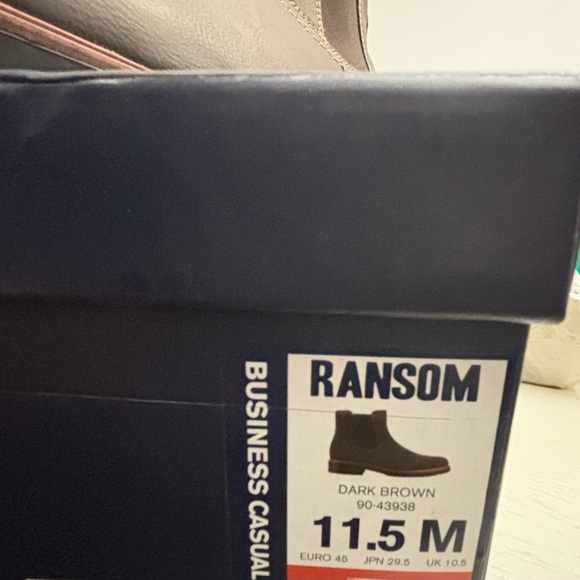 BUSINESS CASUAL
RANSOM
DARK BROWN
90-43938
11.5 M
EURO 45 JPN 29.5 UK 10.5